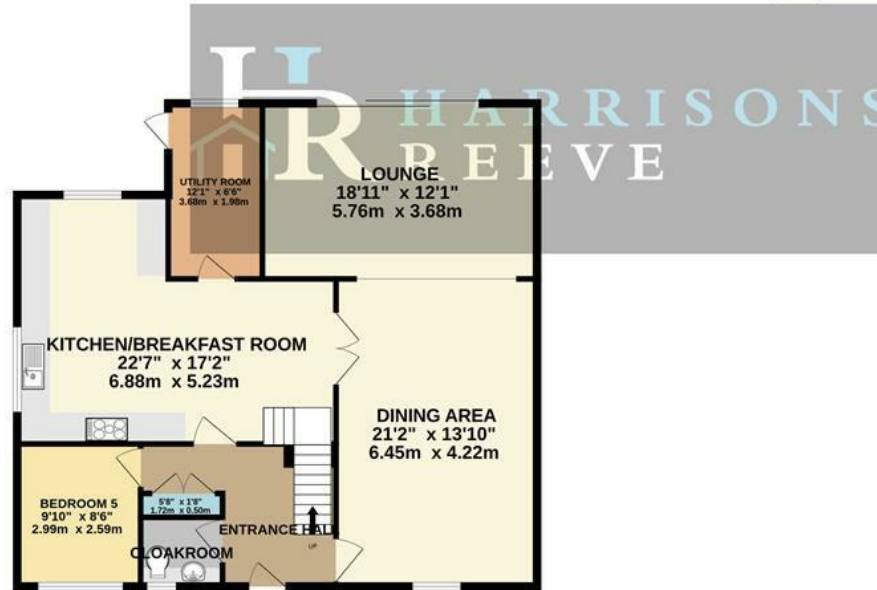 HARRISONS
REEVE
UTILITY ROOM
12'1" x 6'6"
3.68m x 1.98m
LOUNGE
18'11" x 12'1"
5.76m x 3.68m
KITCHEN/BREAKFAST ROOM
22'7" x 17'2"
6.88m x 5.23m
DINING AREA
21'2" x 13'10"
6.45m x 4.22m
BEDROOM 5
9'10" x 8'6"
2.99m x 2.59m
5'8" x 1'8"
1.72m x 0.50m
ENTRANCE HALL
CLOAKROOM
UP